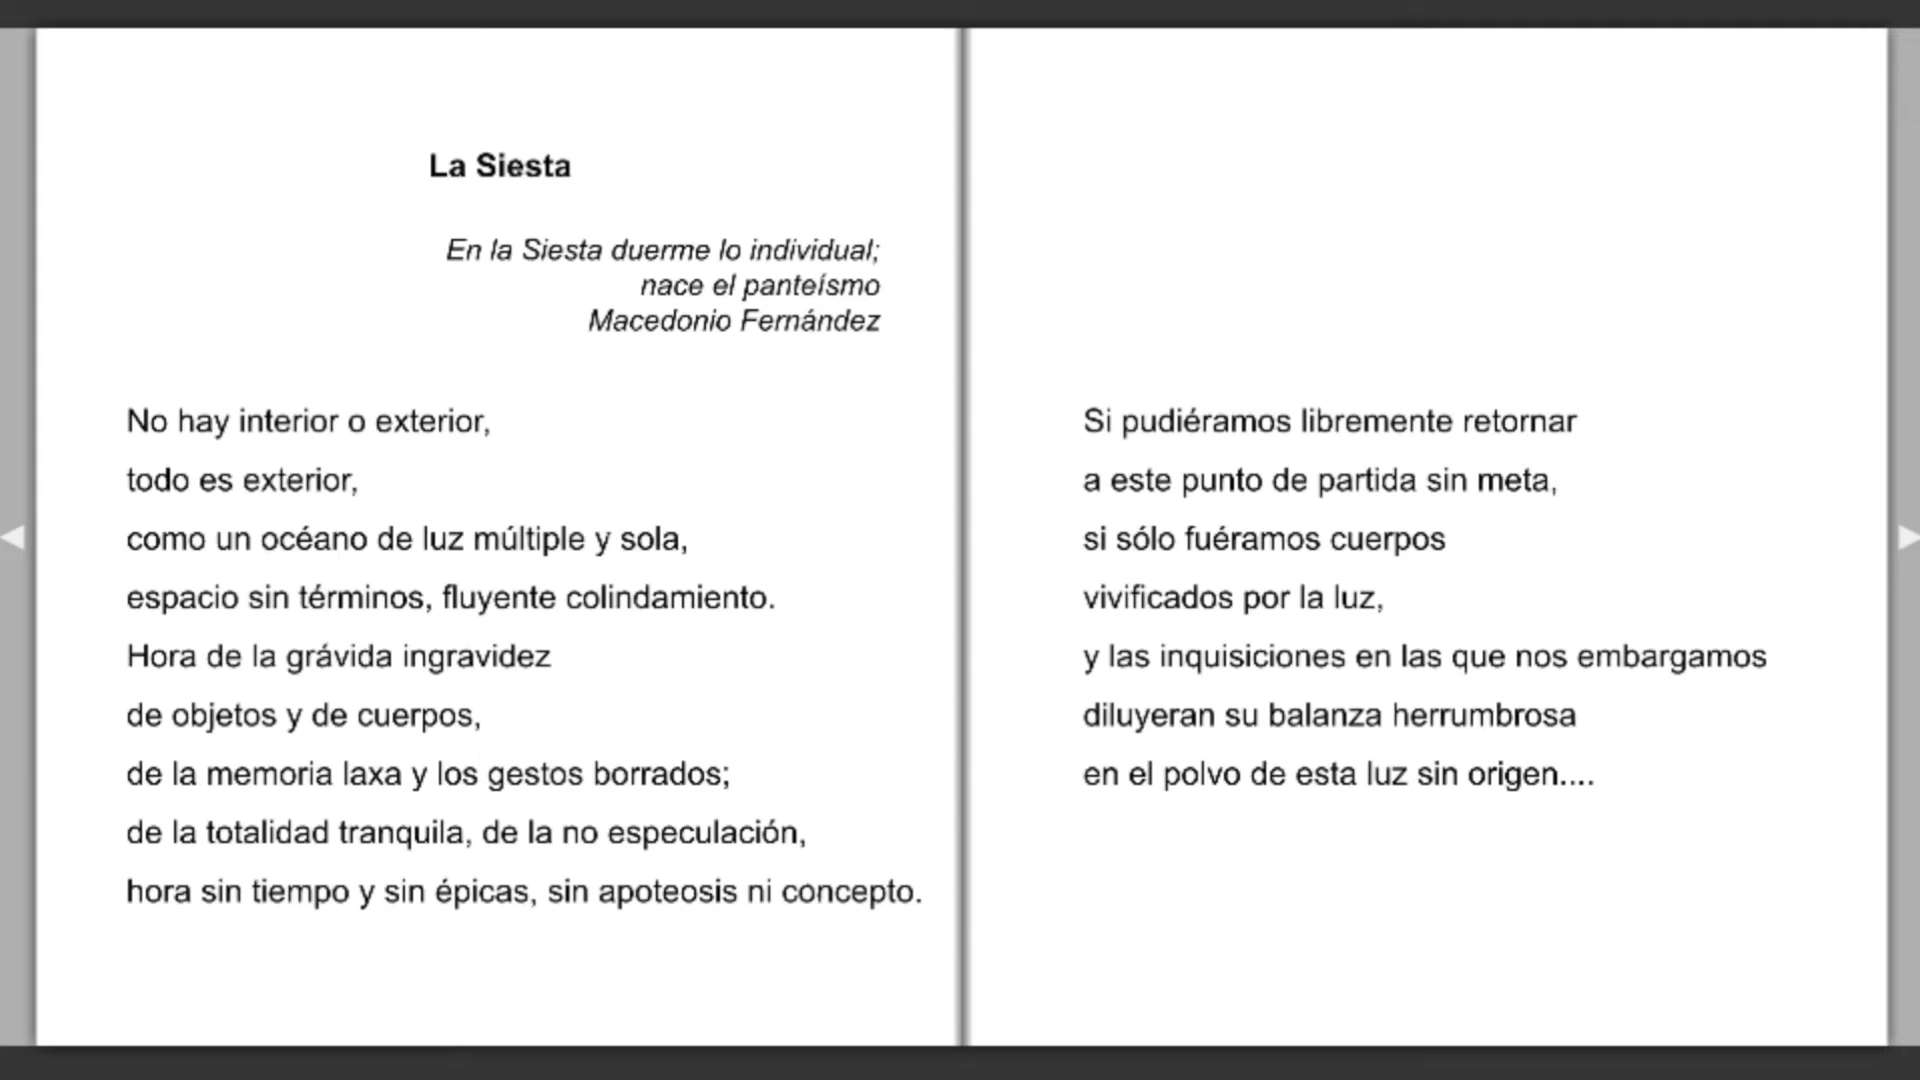 La Siesta
En la Siesta duerme lo individual;
nace el panteísmo
Macedonio Fernández
No hay interior o exterior,
todo es exterior,
como un océano de luz múltiple y sola,
espacio sin términos, fluyente colindamiento.
Hora de la grávida ingravidez
de objetos y de cuerpos,
de la memoria laxa y los gestos borrados;
de la totalidad tranquila, de la no especulación,
hora sin tiempo y sin épicas, sin apoteosis ni concepto.
Si pudiéramos libremente retornar
a este punto de partida sin meta,
si sólo fuéramos cuerpos
vivificados por la luz,
y las inquisiciones en las que nos embargamos
diluyeran su balanza herrumbrosa
en el polvo de esta luz sin origen....